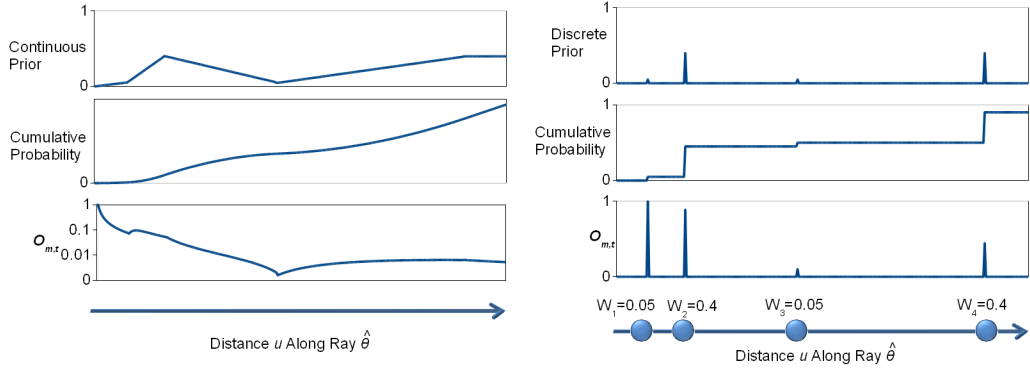 Continuous
Prior
1
0
Cumulative
Probability
0
O m,t
1
0.1
0.01
0
Distance u Along Ray θ̂
Discrete
Prior
1
0
Cumulative
Probability
1
0
O m,t
1
0
W1=0.05 W2=0.4 W3=0.05 W4=0.4
Distance u Along Ray θ̂